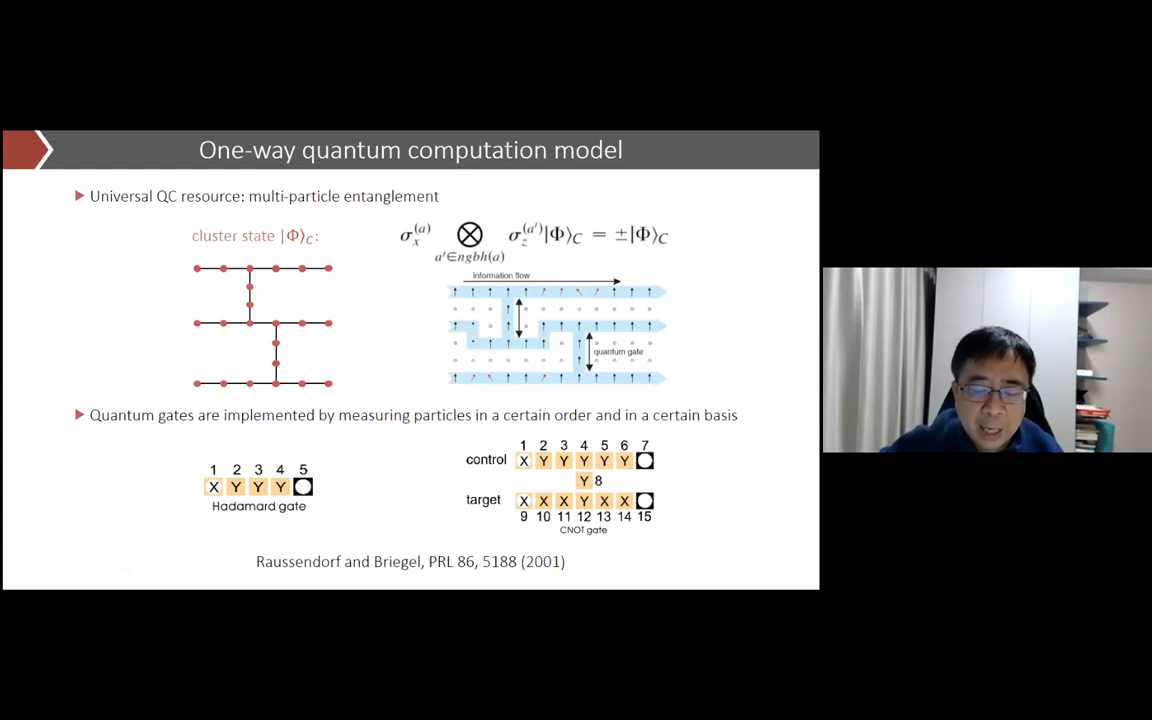 One-way quantum computation model
Universal QC resource: multi-particle entanglement
cluster state |Φ⟩C:
σx(a) ⊗ a′∈ngbh(a) σz(a′)|Φ⟩C = ±|Φ⟩C
information flow
quantum gate
Quantum gates are implemented by measuring particles in a certain order and in a certain basis
1 2 3 4 5
X Y Y Y
Hadamard gate
1 2 3 4 5 6 7
control X Y Y Y Y Y
Y 8
target X X X Y X X
9 10 11 12 13 14 15
CNOT gate
Raussendorf and Briegel, PRL 86, 5188 (2001)